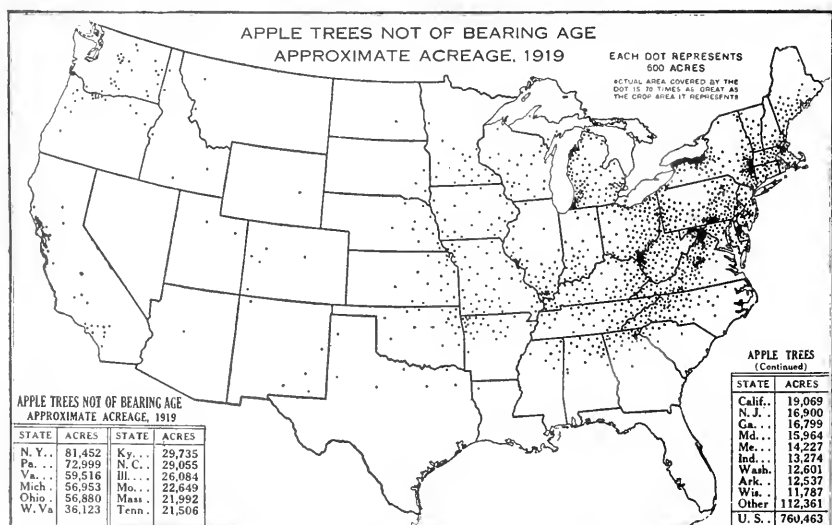 APPLE TREES NOT OF BEARING AGE
APPROXIMATE ACREAGE, 1919
EACH DOT REPRESENTS
500 ACRES
ACTUAL AREA COVERED BY THE
DOT IS 70 TIMES AS GREAT AS
THE CROP AREA IT REPRESENTS
APPLE TREES NOT OF BEARING AGE
APPROXIMATE ACREAGE, 1919
STATE ACRES STATE ACRES
N. Y.. 81,452 Ky... 29,735
Pa.... 72,999 N. C.. 29,055
Va.... 59,516 Ill.... 26,084
Mich. 56,953 Mo... 22,649
Ohio. 56,880 Mass. 21,992
W. Va 36,123 Tenn. 21,506
APPLE TREES
(Continued)
STATE ACRES
Calif.. 19,069
N. J.. 16,900
Ga... 16,799
Md... 15,964
Me... 14,227
Ind... 13,274
Wash. 12,601
Ark.. 12,537
Wis.. 11,787
Other 112,361
U. S.. 760,463